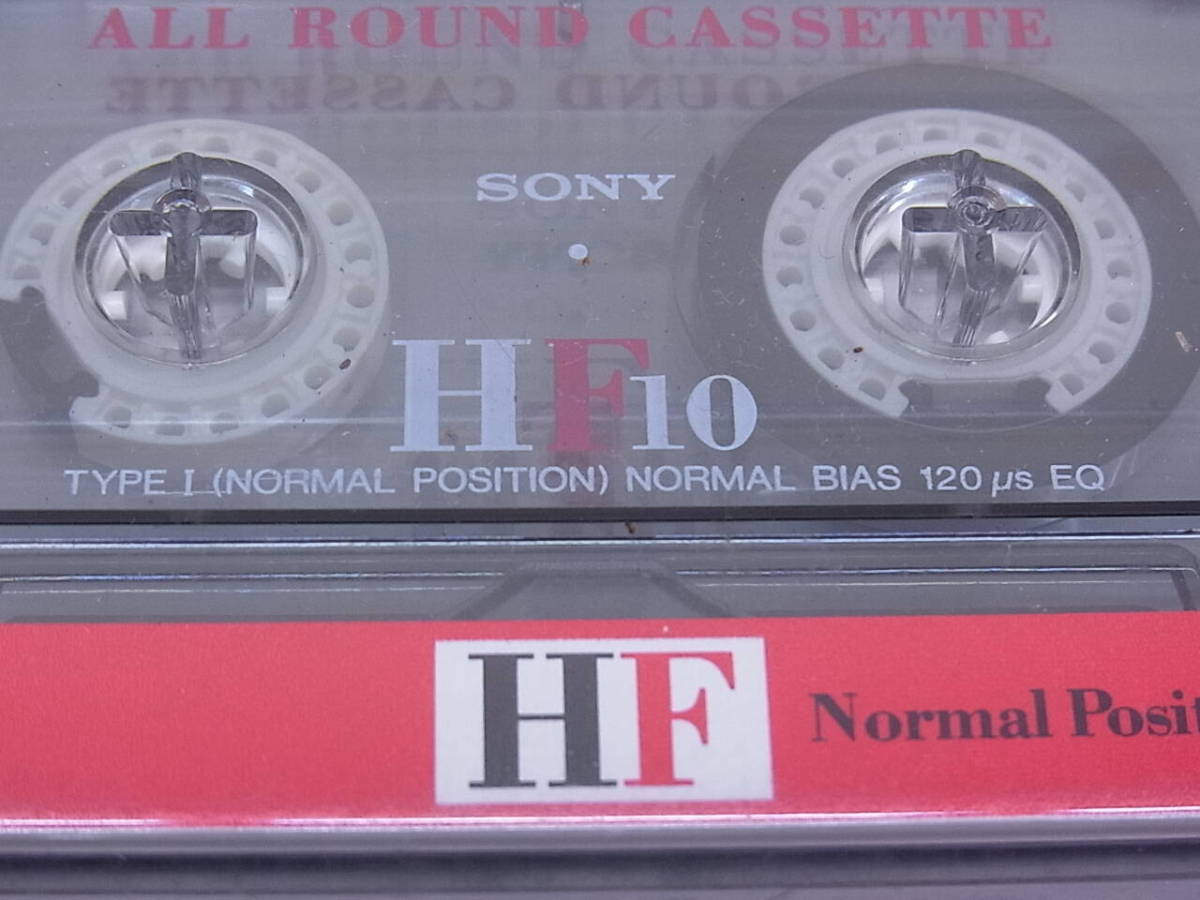 ALL ROUND CASSETTE
SONY
HF10
TYPE I (NORMAL POSITION) NORMAL BIAS 120 µs EQ
HF
Normal Posit